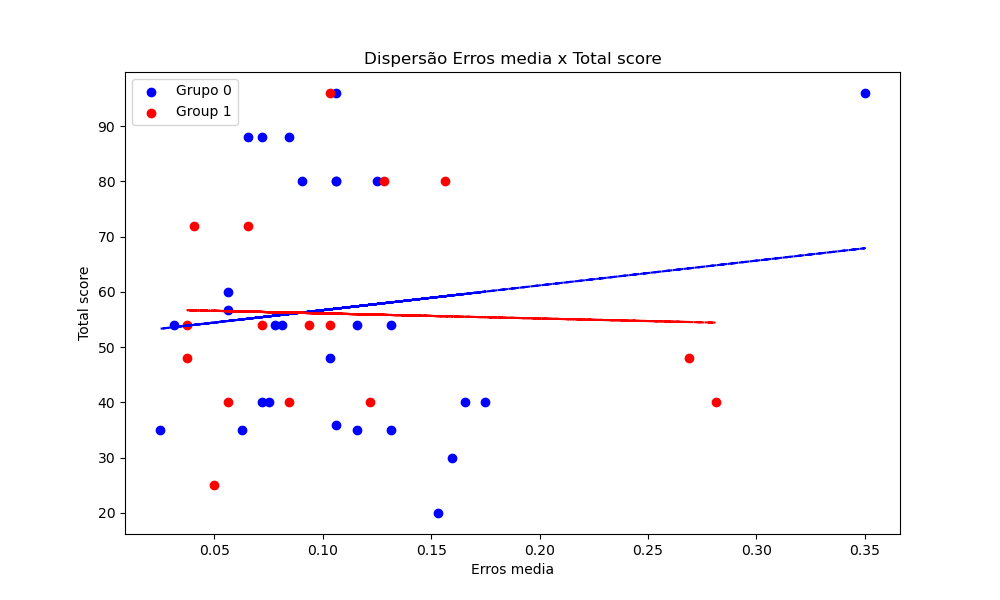 Dispersão Erros media x Total score
Grupo 0
Group 1
Total score
90
80
70
60
50
40
30
20
0.05 0.10 0.15 0.20 0.25 0.30 0.35
Erros media